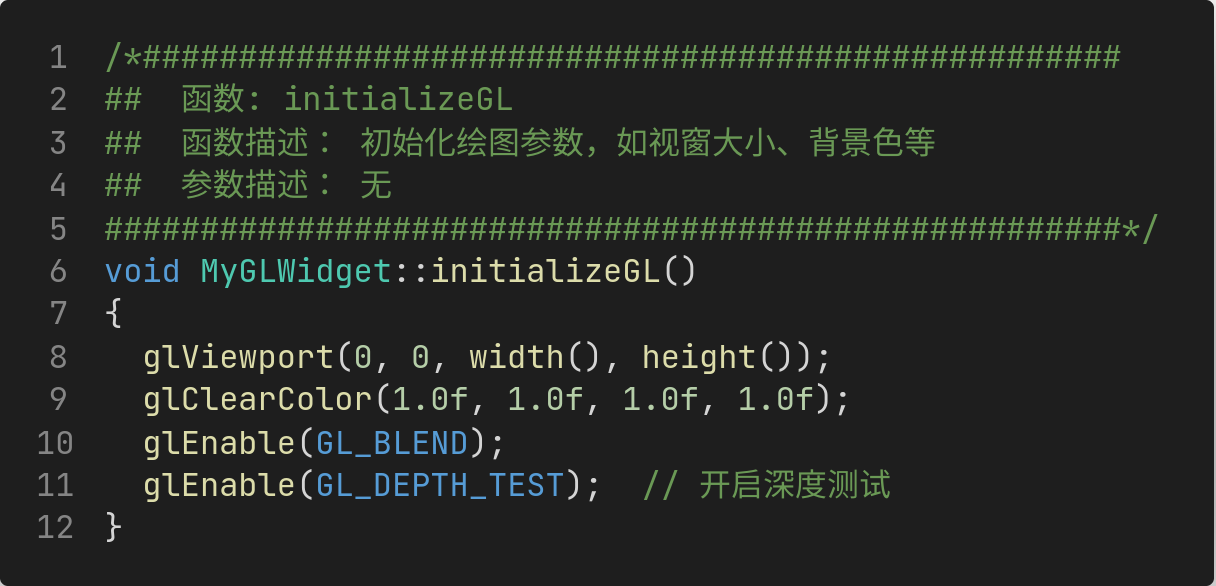 1 /*###################################################
2 ##  函数: initializeGL
3 ##  函数描述： 初始化绘图参数，如视窗大小、背景色等
4 ##  参数描述： 无
5 #####################################################*/
6 void MyGLWidget::initializeGL()
7 {
8   glViewport(0, 0, width(), height());
9   glClearColor(1.0f, 1.0f, 1.0f, 1.0f);
10   glEnable(GL_BLEND);
11   glEnable(GL_DEPTH_TEST);  // 开启深度测试
12 }